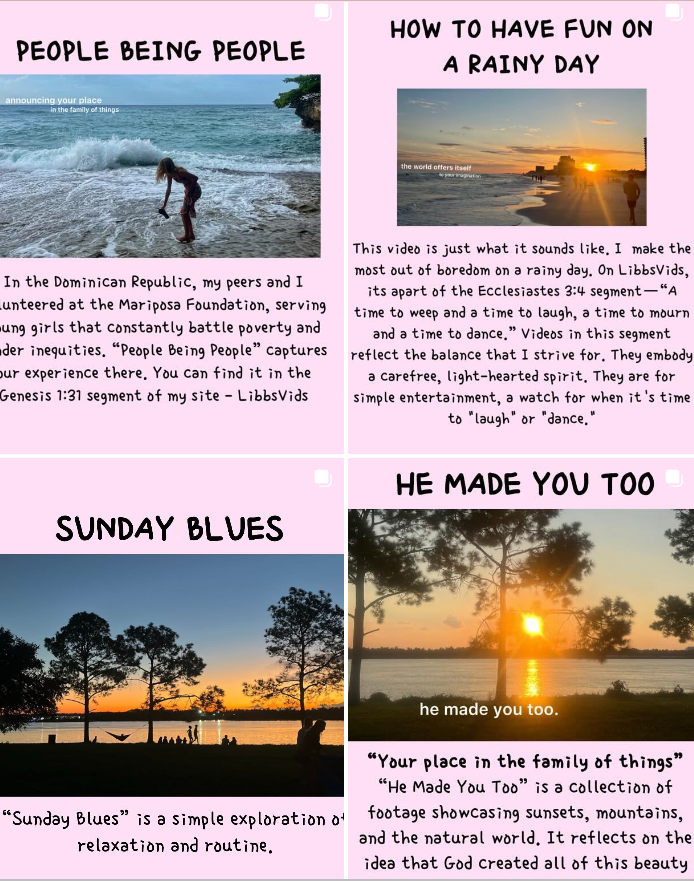 PEOPLE BEING PEOPLE
announcing your place
in the family of things
In the Dominican Republic, my peers and I
lunteered at the Mariposa Foundation, serving
ung girls that constantly battle poverty and
der inequities. “People Being People” captures
our experience there. You can find it in the
Genesis 1:31 segment of my site - LibbsVids
HOW TO HAVE FUN ON
A RAINY DAY
the world offers itself
to your imagination
This video is just what it sounds like. I make the
most out of boredom on a rainy day. On LibbsVids,
its apart of the Ecclesiastes 3:4 segment—“A
time to weep and a time to laugh, a time to mourn
and a time to dance.” Videos in this segment
reflect the balance that I strive for. They embody
a carefree, light-hearted spirit. They are for
simple entertainment, a watch for when it's time
to "laugh" or "dance."
SUNDAY BLUES
“Sunday Blues” is a simple exploration of
relaxation and routine.
HE MADE YOU TOO
he made you too.
“Your place in the family of things”
“He Made You Too” is a collection of
footage showcasing sunsets, mountains,
and the natural world. It reflects on the
idea that God created all of this beauty